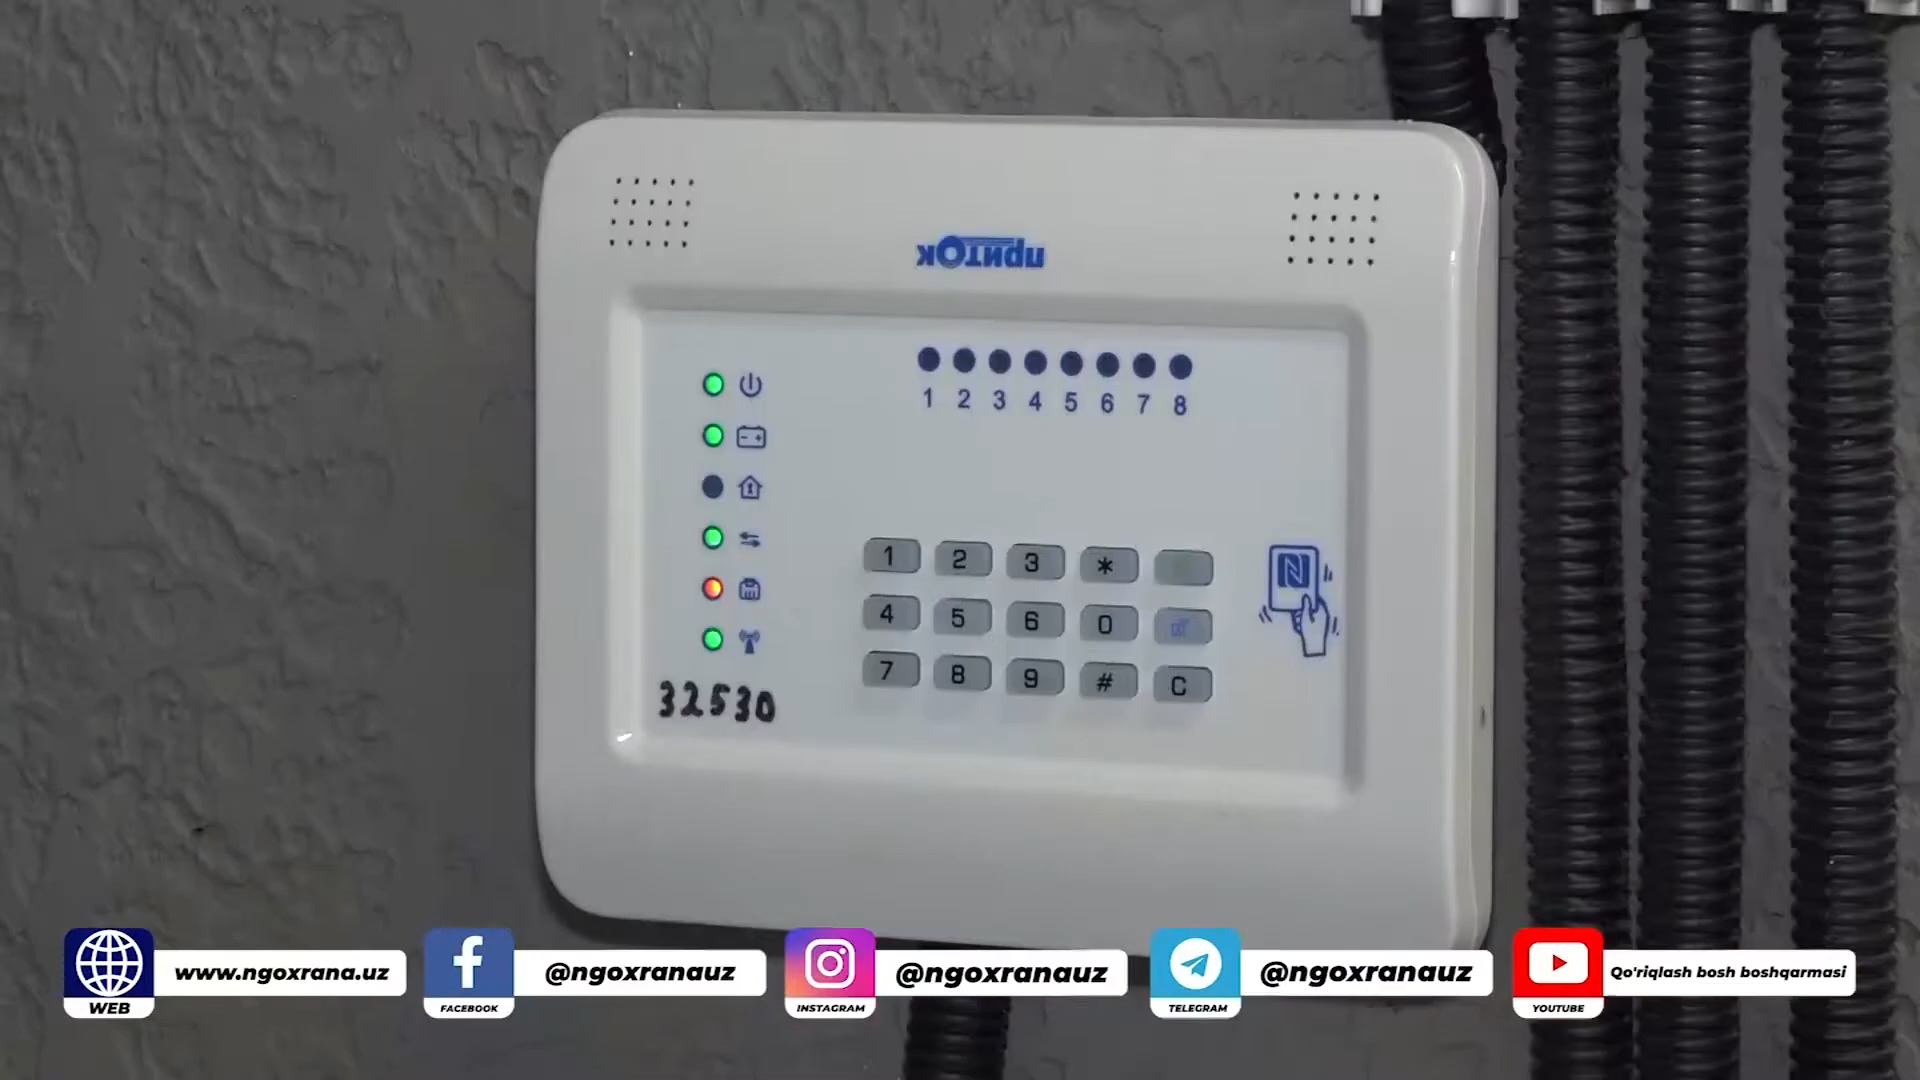 приток
1 2 3 4 5 6 7 8
1 2 3 *
4 5 6 0
7 8 9 # C
32530
www.ngoxrana.uz
WEB
@ngoxranauz
FACEBOOK
@ngoxranauz
INSTAGRAM
@ngoxranauz
TELEGRAM
Qo'riqlash bosh boshqarmasi
YOUTUBE